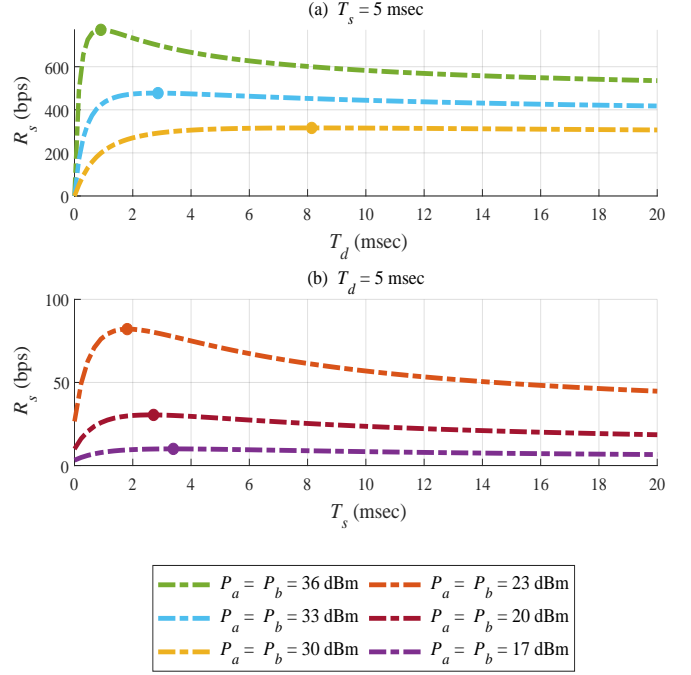 (a) T_s = 5 msec
R_s (bps)
600
400
200
0
0 2 4 6 8 10 12 14 16 18 20
T_d (msec)
(b) T_d = 5 msec
R_s (bps)
100
50
0
0 2 4 6 8 10 12 14 16 18 20
T_s (msec)
P_a = P_b = 36 dBm
P_a = P_b = 23 dBm
P_a = P_b = 33 dBm
P_a = P_b = 20 dBm
P_a = P_b = 30 dBm
P_a = P_b = 17 dBm